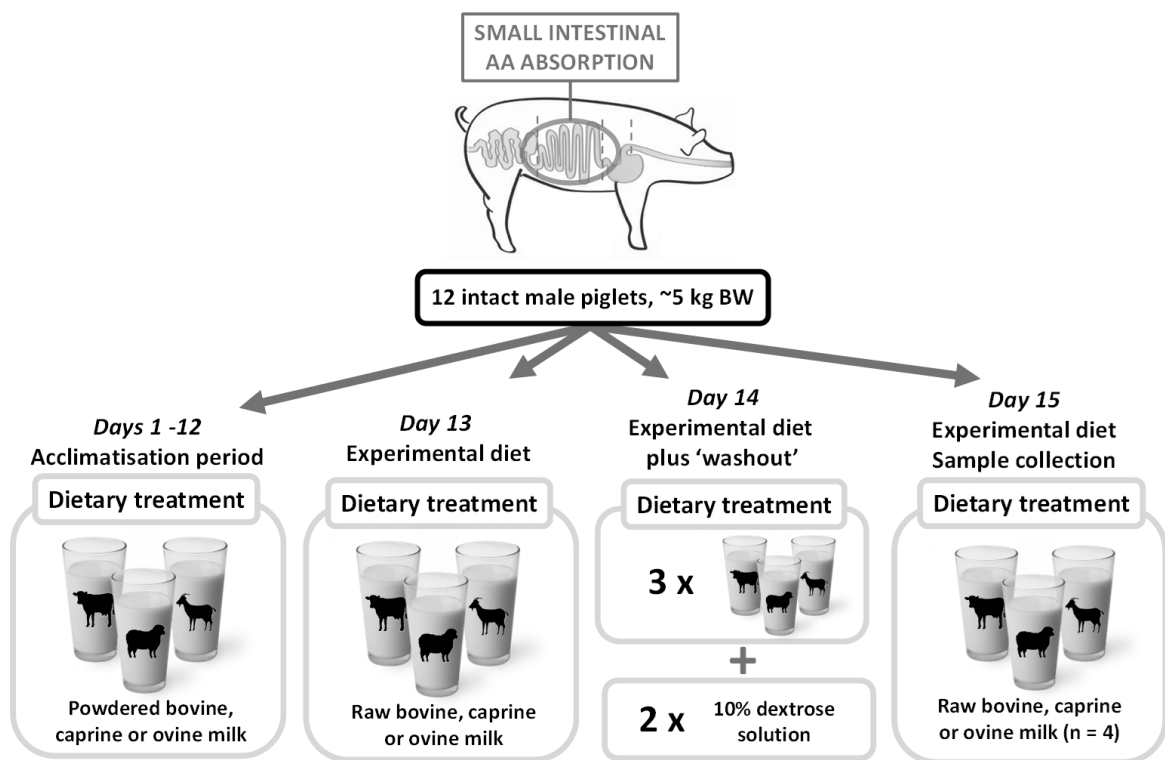 SMALL INTESTINAL
AA ABSORPTION
12 intact male piglets, ~5 kg BW
Days 1 -12
Acclimatisation period
Dietary treatment
Powdered bovine,
caprine or ovine milk
Day 13
Experimental diet
Dietary treatment
Raw bovine, caprine
or ovine milk
Day 14
Experimental diet
plus ‘washout’
Dietary treatment
3 x
+
2 x
10% dextrose
solution
Day 15
Experimental diet
Sample collection
Dietary treatment
Raw bovine, caprine
or ovine milk (n = 4)